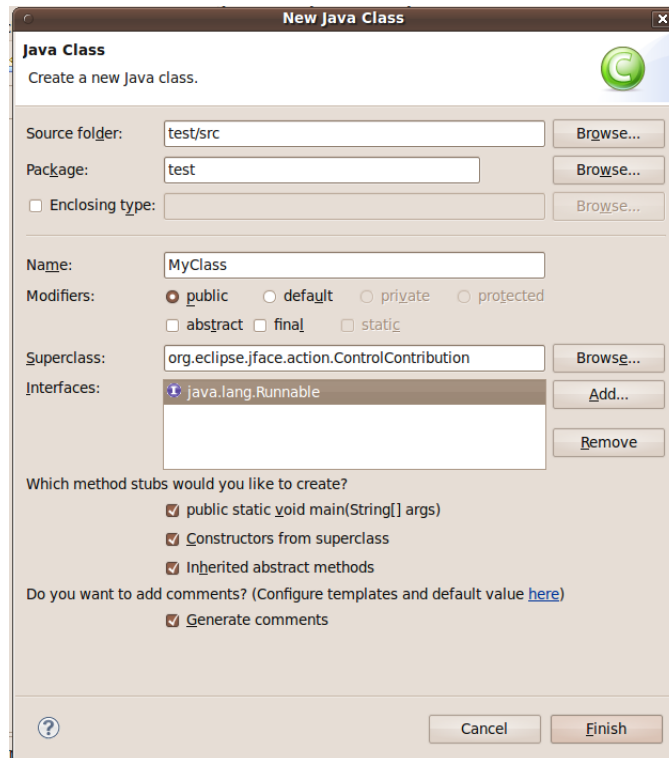 New Java Class
Java Class
Create a new Java class.
Source folder: test/src Browse...
Package: test Browse...
Enclosing type: Browse...
Name: MyClass
Modifiers: public default private protected
abstract final static
Superclass: org.eclipse.jface.action.ControlContribution Browse...
Interfaces: java.lang.Runnable Add...
Remove
Which method stubs would you like to create?
public static void main(String[] args)
Constructors from superclass
Inherited abstract methods
Do you want to add comments? (Configure templates and default value here)
Generate comments
Cancel Finish